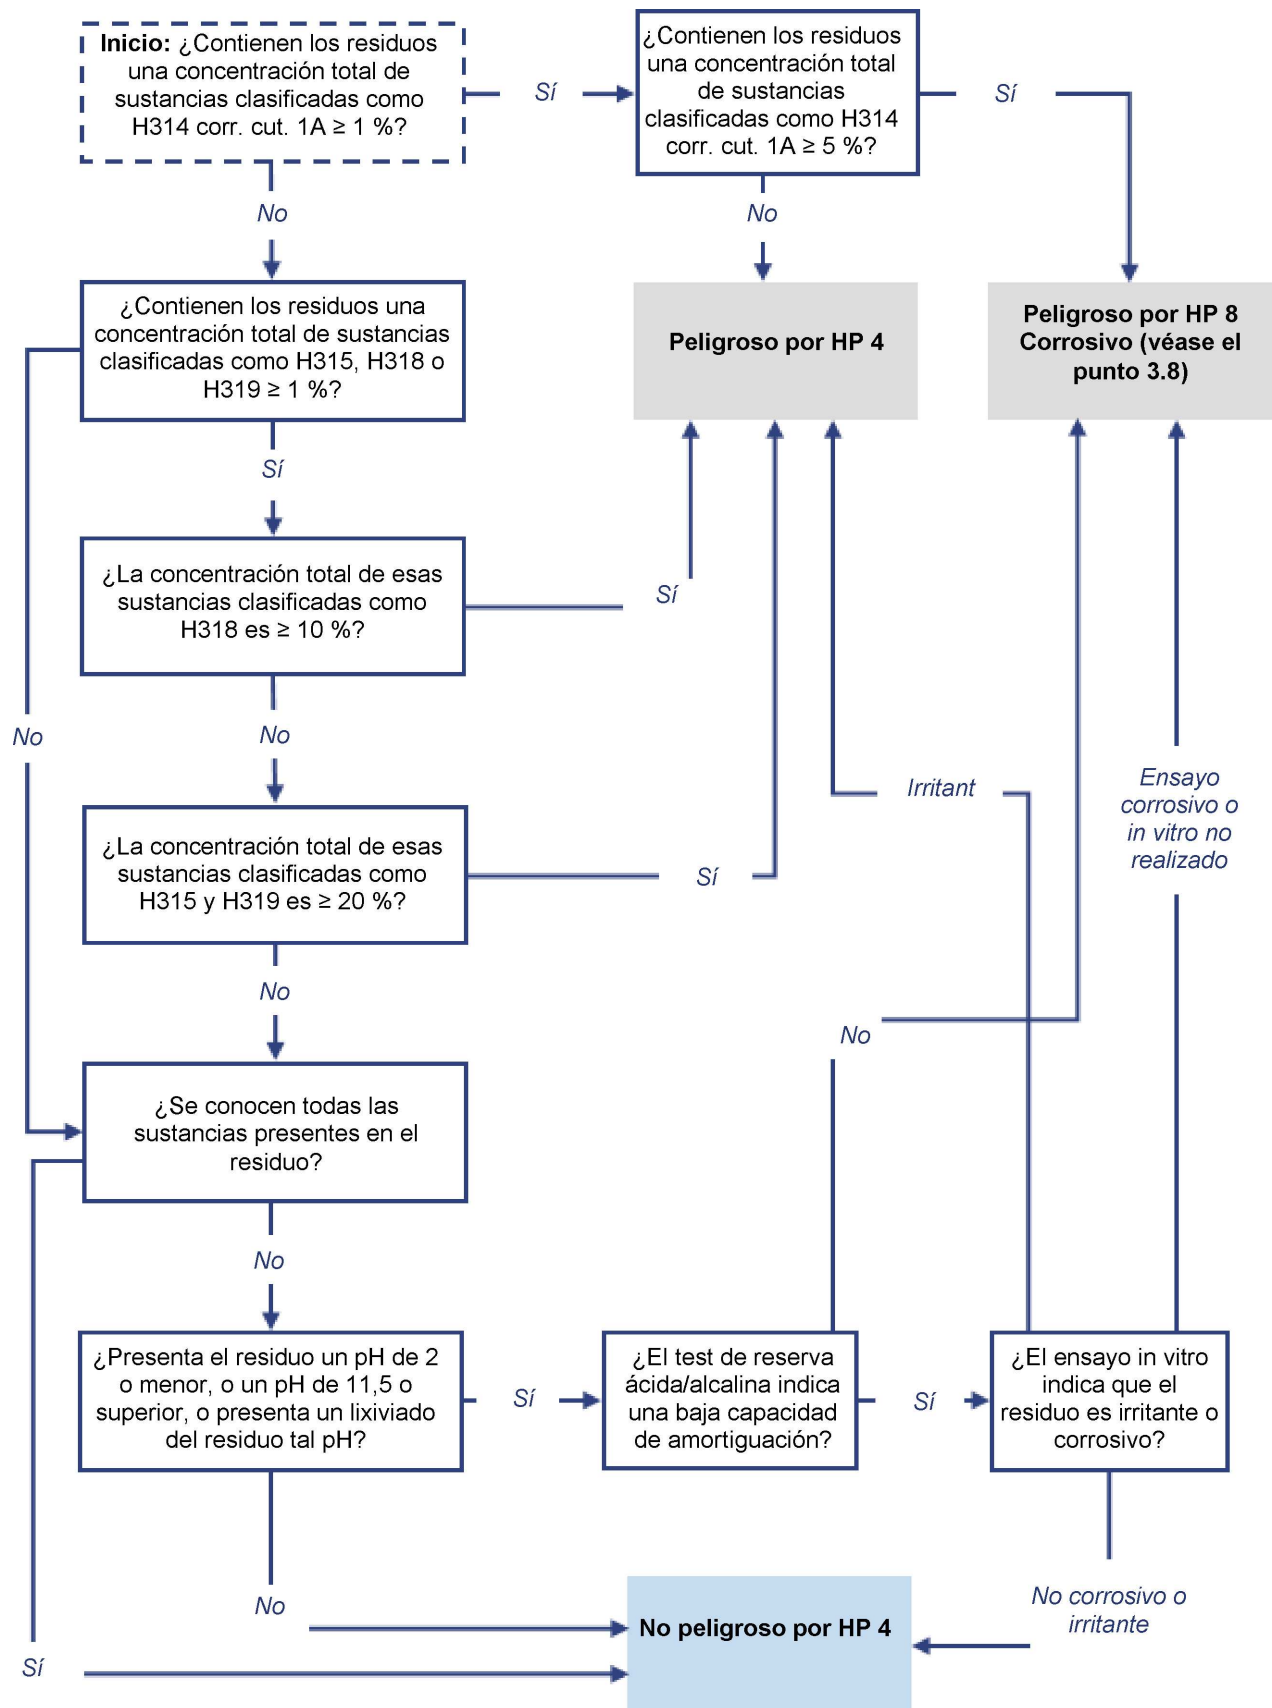 Inicio: ¿Contienen los residuos
una concentración total de
sustancias clasificadas como
H314 corr. cut. 1A ≥ 1 %?
Sí
¿Contienen los residuos
una concentración total
de sustancias
clasificadas como H314
corr. cut. 1A ≥ 5 %?
Sí
No
No
¿Contienen los residuos una
concentración total de sustancias
clasificadas como H315, H318 o
H319 ≥ 1 %?
Peligroso por HP 4
Peligroso por HP 8
Corrosivo (véase el
punto 3.8)
Sí
¿La concentración total de esas
sustancias clasificadas como
H318 es ≥ 10 %?
Sí
No
No
Irritant
Ensayo
corrosivo o
in vitro no
realizado
¿La concentración total de esas
sustancias clasificadas como
H315 y H319 es ≥ 20 %?
Sí
No
No
¿Se conocen todas las
sustancias presentes en el
residuo?
No
¿Presenta el residuo un pH de 2
o menor, o un pH de 11,5 o
superior, o presenta un lixiviado
del residuo tal pH?
Sí
¿El test de reserva
ácida/alcalina indica
una baja capacidad
de amortiguación?
Sí
¿El ensayo in vitro
indica que el
residuo es irritante o
corrosivo?
No
No peligroso por HP 4
No corrosivo o
irritante
Sí